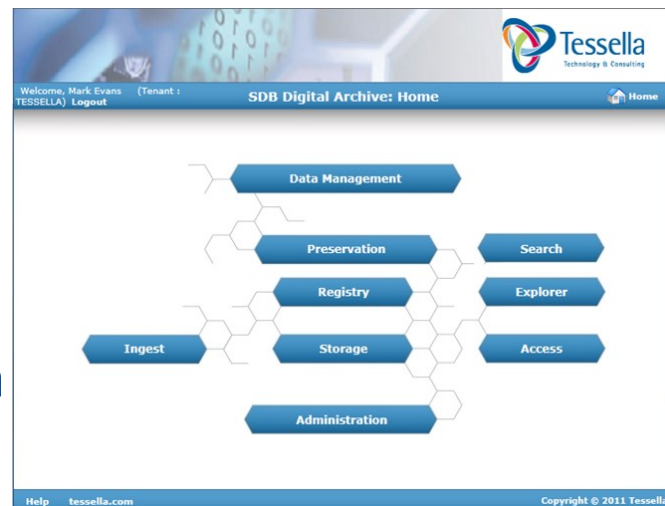 Tessella
Technology & Consulting
Welcome, Mark Evans (Tenant :
TESSELLA) Logout
SDB Digital Archive: Home
Home
Data Management
Preservation
Search
Registry
Explorer
Ingest
Storage
Access
Administration
Help tessella.com
Copyright © 2011 Tessella